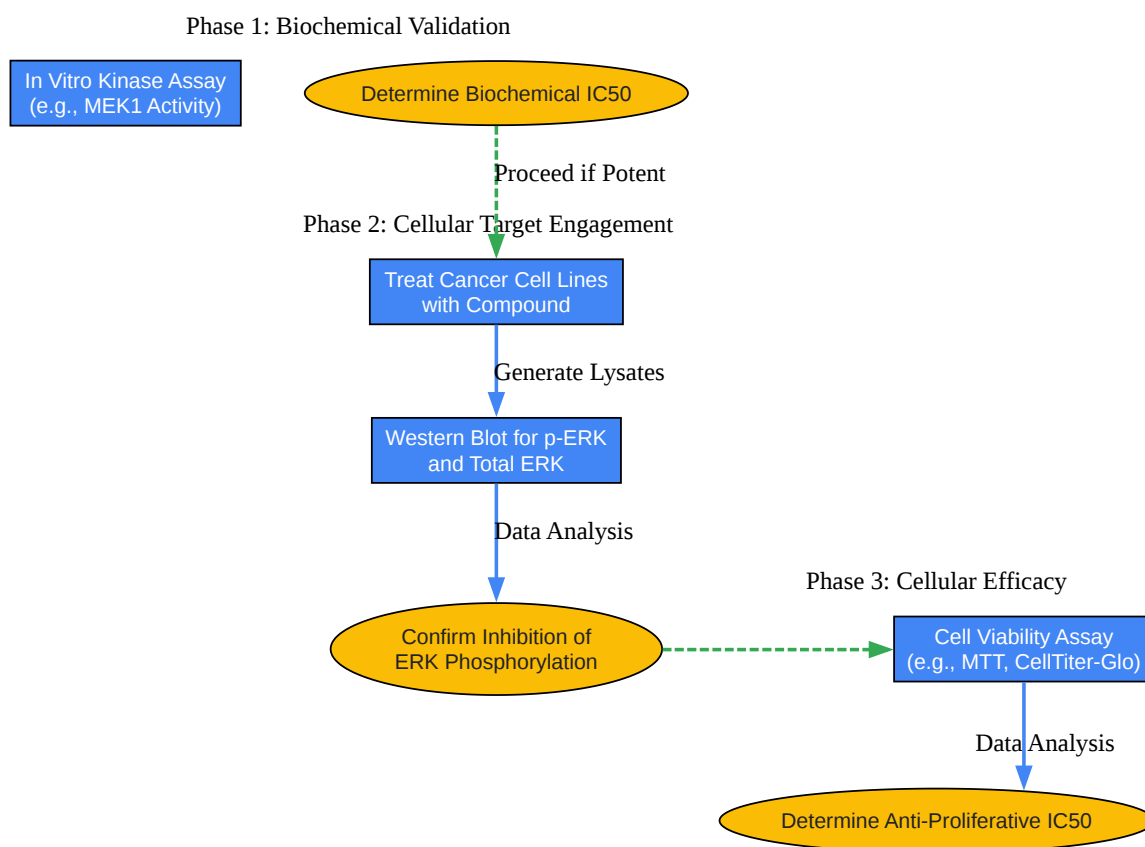 Phase 1: Biochemical Validation
In Vitro Kinase Assay
(e.g., MEK1 Activity)
Determine Biochemical IC50
Proceed if Potent
Phase 2: Cellular Target Engagement
Treat Cancer Cell Lines
with Compound
Generate Lysates
Western Blot for p-ERK
and Total ERK
Data Analysis
Confirm Inhibition of
ERK Phosphorylation
Phase 3: Cellular Efficacy
Cell Viability Assay
(e.g., MTT, CellTiter-Glo)
Data Analysis
Determine Anti-Proliferative IC50